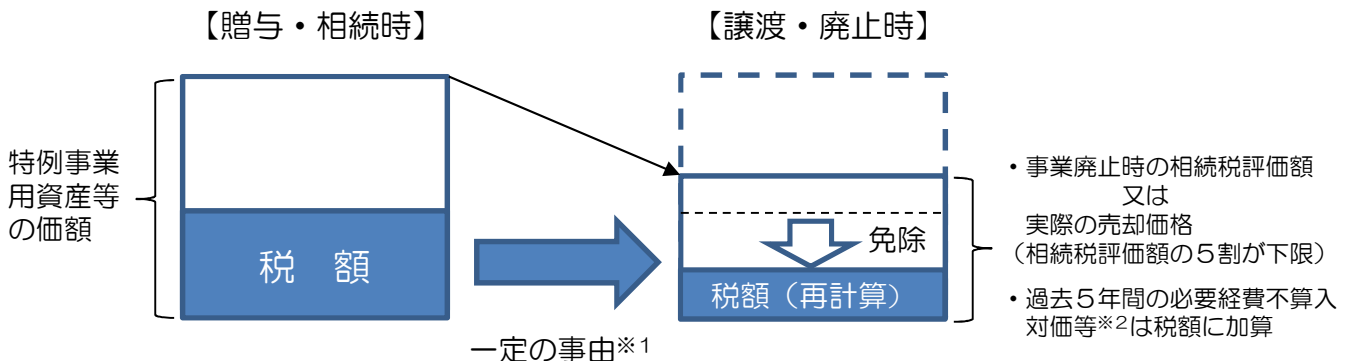 【贈与・相続時】
【譲渡・廃止時】
特例事業
用資産等
の価額
税 額
一定の事由※1
免除
税額（再計算）
・事業廃止時の相続税評価額
又は
実際の売却価格
（相続税評価額の５割が下限）
・過去５年間の必要経費不算入
対価等※2は税額に加算